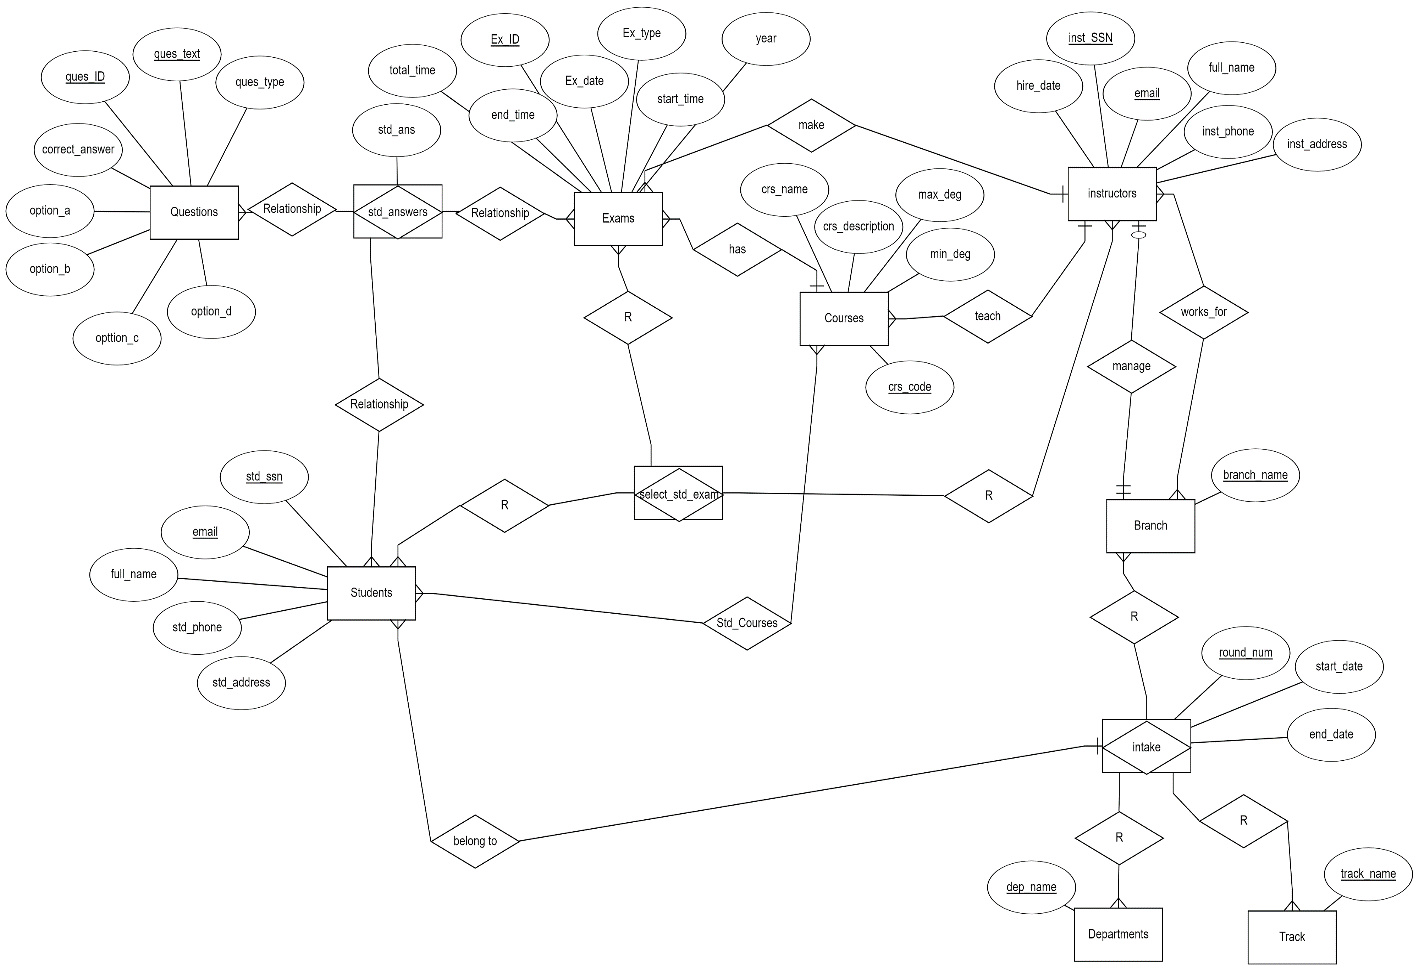 Ex_ID
Ex_type
year
inst_SSN
ques_text
full_name
ques_ID
total_time
Ex_date
ques_type
hire_date
email
start_time
end_time
std_ans
make
inst_phone
inst_address
correct_answer
crs_name
max_deg
instructors
option_a
Questions
Relationship
std_answers
Relationship
Exams
crs_description
has
min_deg
option_b
option_d
R
Courses
teach
works_for
opttion_c
manage
crs_code
Relationship
std_ssn
select_std_exam
R
R
branch_name
Branch
email
full_name
Students
std_phone
Std_Courses
R
round_num
start_date
std_address
end_date
intake
belong to
R
R
dep_name
track_name
Departments
Track